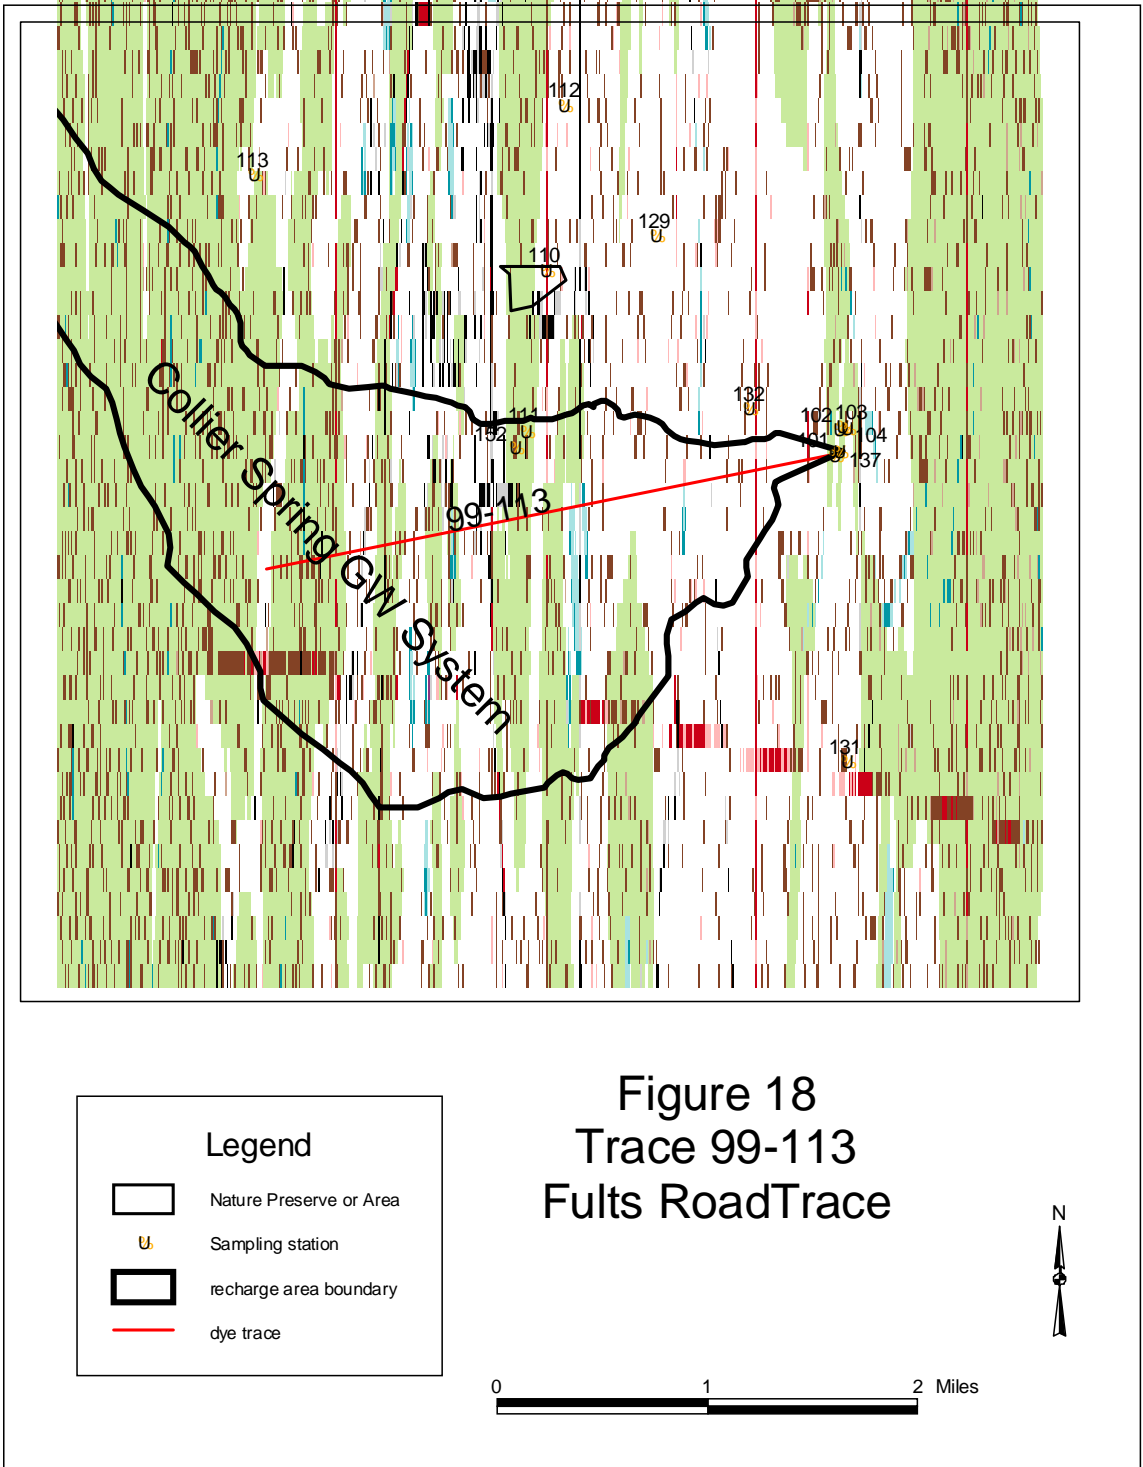 112
113
129
110
132
111
152
102 103
101 104
137
Collier Spring GW System
99-113
131
Figure 18
Trace 99-113
Fults RoadTrace
Legend
Nature Preserve or Area
U% Sampling station
recharge area boundary
dye trace
N
0 1 2 Miles